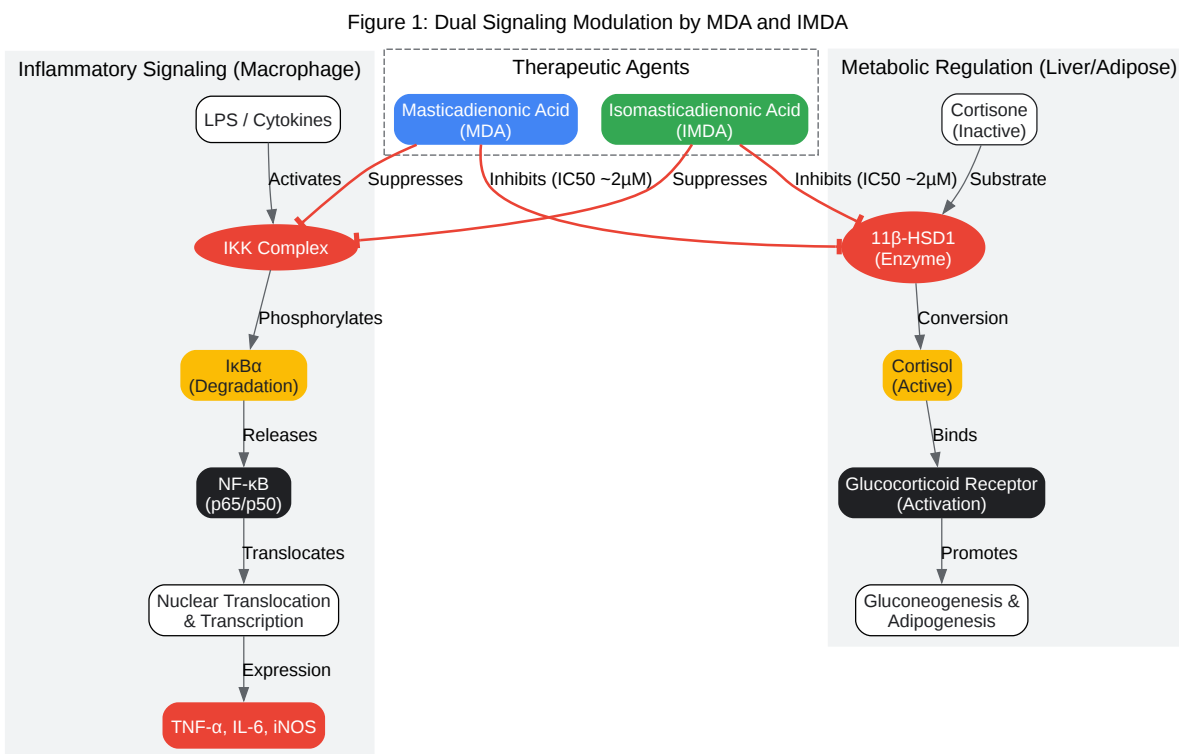 Figure 1: Dual Signaling Modulation by MDA and IMDA
Inflammatory Signaling (Macrophage)
Therapeutic Agents
Metabolic Regulation (Liver/Adipose)
LPS / Cytokines
Masticadienonic Acid
(MDA)
Isomasticadienonic Acid
(IMDA)
Cortisone
(Inactive)
Activates
Suppresses
Inhibits (IC50 ~2μM)
Suppresses
Inhibits (IC50 ~2μM)
Substrate
IKK Complex
11β-HSD1
(Enzyme)
Phosphorylates
Conversion
IκBα
(Degradation)
Cortisol
(Active)
Releases
Binds
NF-κB
(p65/p50)
Glucocorticoid Receptor
(Activation)
Translocates
Promotes
Nuclear Translocation
& Transcription
Gluconeogenesis &
Adipogenesis
Expression
TNF-α, IL-6, iNOS